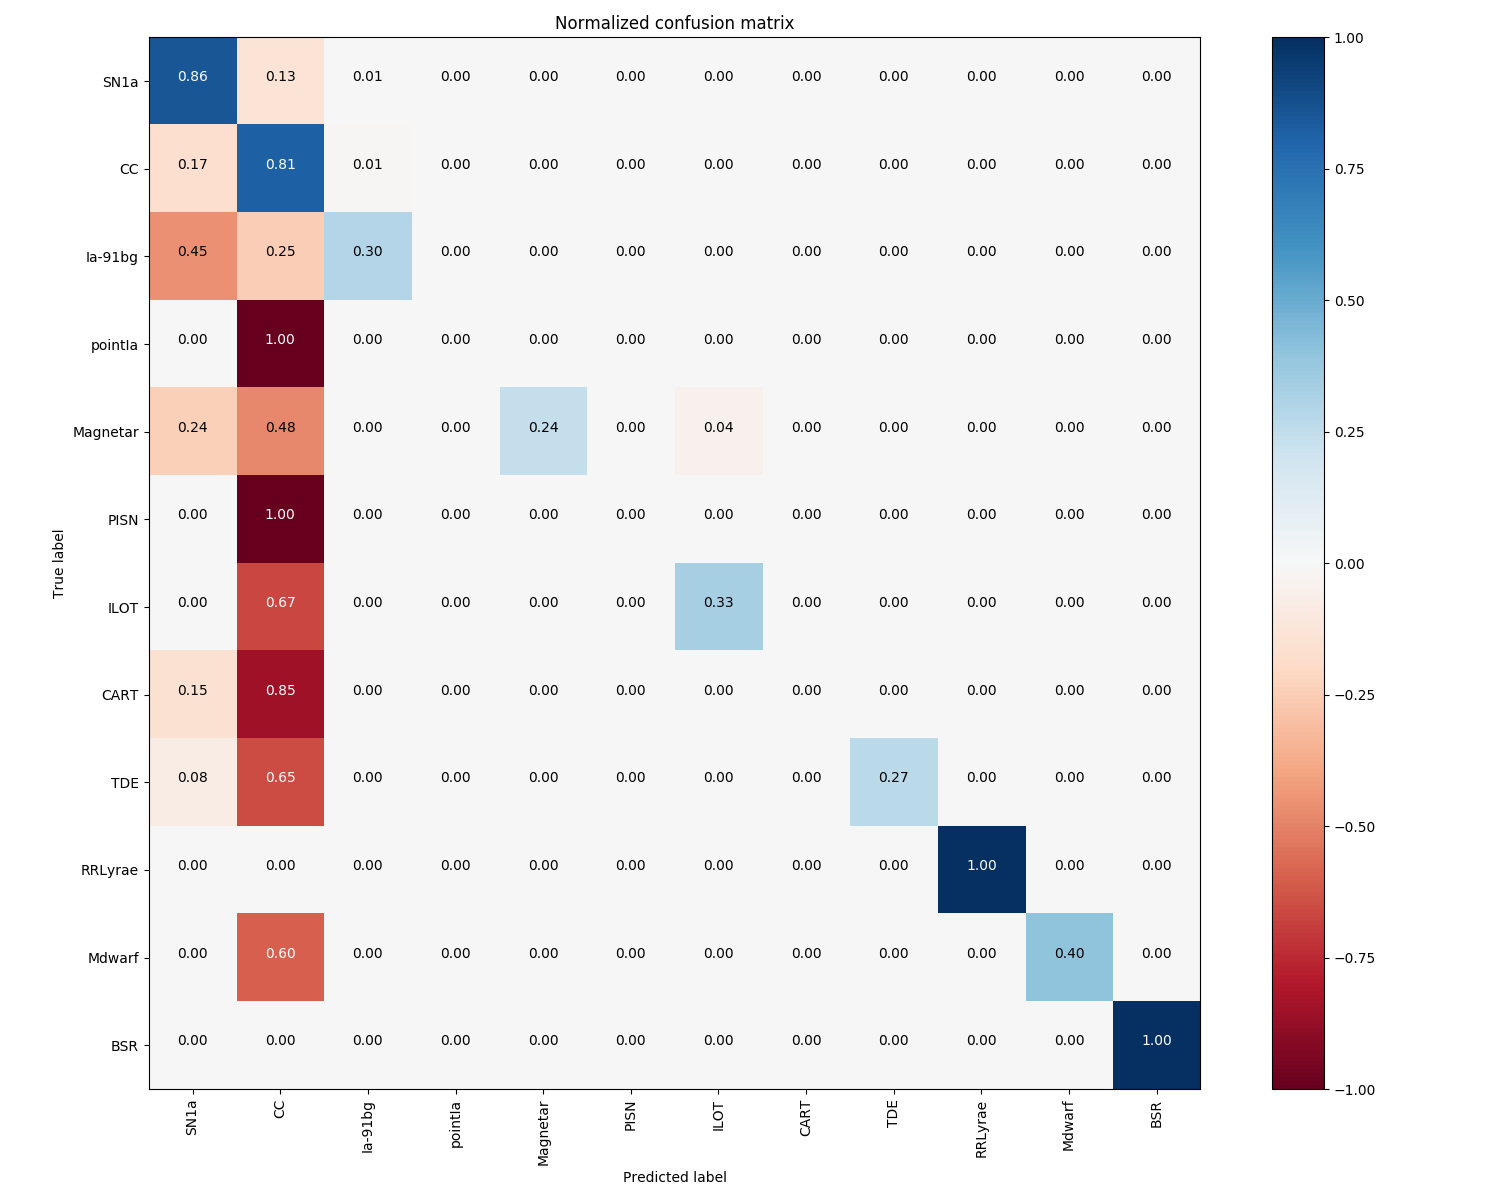 Normalized confusion matrix
SN1a 0.86 0.13 0.01 0.00 0.00 0.00 0.00 0.00 0.00 0.00 0.00 0.00
CC 0.17 0.81 0.01 0.00 0.00 0.00 0.00 0.00 0.00 0.00 0.00 0.00
Ia-91bg 0.45 0.25 0.30 0.00 0.00 0.00 0.00 0.00 0.00 0.00 0.00 0.00
pointIa 0.00 1.00 0.00 0.00 0.00 0.00 0.00 0.00 0.00 0.00 0.00 0.00
Magnetar 0.24 0.48 0.00 0.00 0.24 0.00 0.04 0.00 0.00 0.00 0.00 0.00
PISN 0.00 1.00 0.00 0.00 0.00 0.00 0.00 0.00 0.00 0.00 0.00 0.00
ILOT 0.00 0.67 0.00 0.00 0.00 0.00 0.33 0.00 0.00 0.00 0.00 0.00
CART 0.15 0.85 0.00 0.00 0.00 0.00 0.00 0.00 0.00 0.00 0.00 0.00
TDE 0.08 0.65 0.00 0.00 0.00 0.00 0.00 0.00 0.27 0.00 0.00 0.00
RRLyrae 0.00 0.00 0.00 0.00 0.00 0.00 0.00 0.00 0.00 1.00 0.00 0.00
Mdwarf 0.00 0.60 0.00 0.00 0.00 0.00 0.00 0.00 0.00 0.00 0.40 0.00
BSR 0.00 0.00 0.00 0.00 0.00 0.00 0.00 0.00 0.00 0.00 0.00 1.00
True label
SN1a CC Ia-91bg pointIa Magnetar PISN ILOT CART TDE RRLyrae Mdwarf BSR
Predicted label
1.00
0.75
0.50
0.25
0.00
−0.25
−0.50
−0.75
−1.00